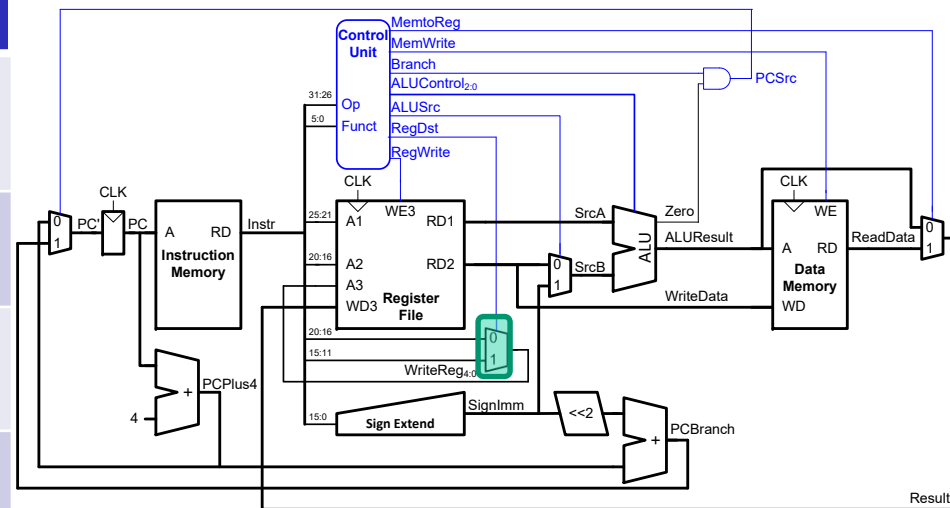 MemtoReg
Control
Unit
MemWrite
Branch
PCSrc
ALUControl2:0
31:26
Op
ALUSrc
5:0
Funct
RegDst
RegWrite
CLK
CLK
CLK
0
1
PC'
PC
A
RD
Instr
Instruction
Memory
25:21
A1
WE3
RD1
SrcA
Zero
WE
0
1
20:16
A2
RD2
0
1
SrcB
ALU
ALUResult
A
RD
ReadData
A3
WD3
Register
File
WriteData
Data
Memory
WD
20:16
0
15:11
1
WriteReg4:0
PCPlus4
+
4
15:0
Sign Extend
SignImm
<<2
+
PCBranch
Result